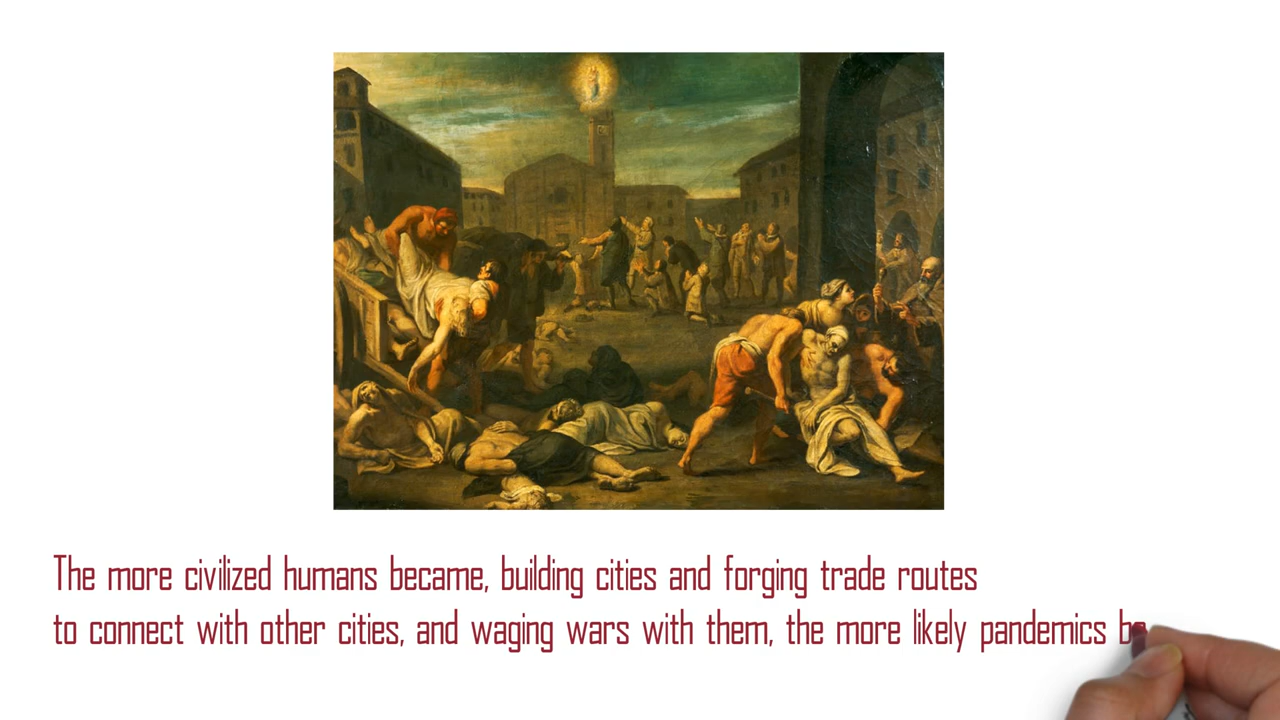 The more civilized humans became, building cities and forging trade routes
to connect with other cities, and waging wars with them, the more likely pandemics